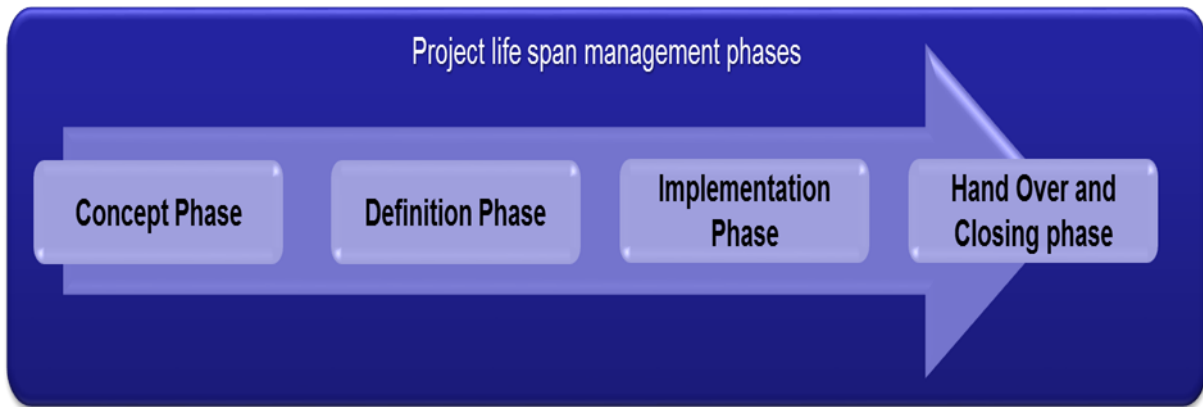 Project life span management phases
Concept Phase
Definition Phase
Implementation
Phase
Hand Over and
Closing phase